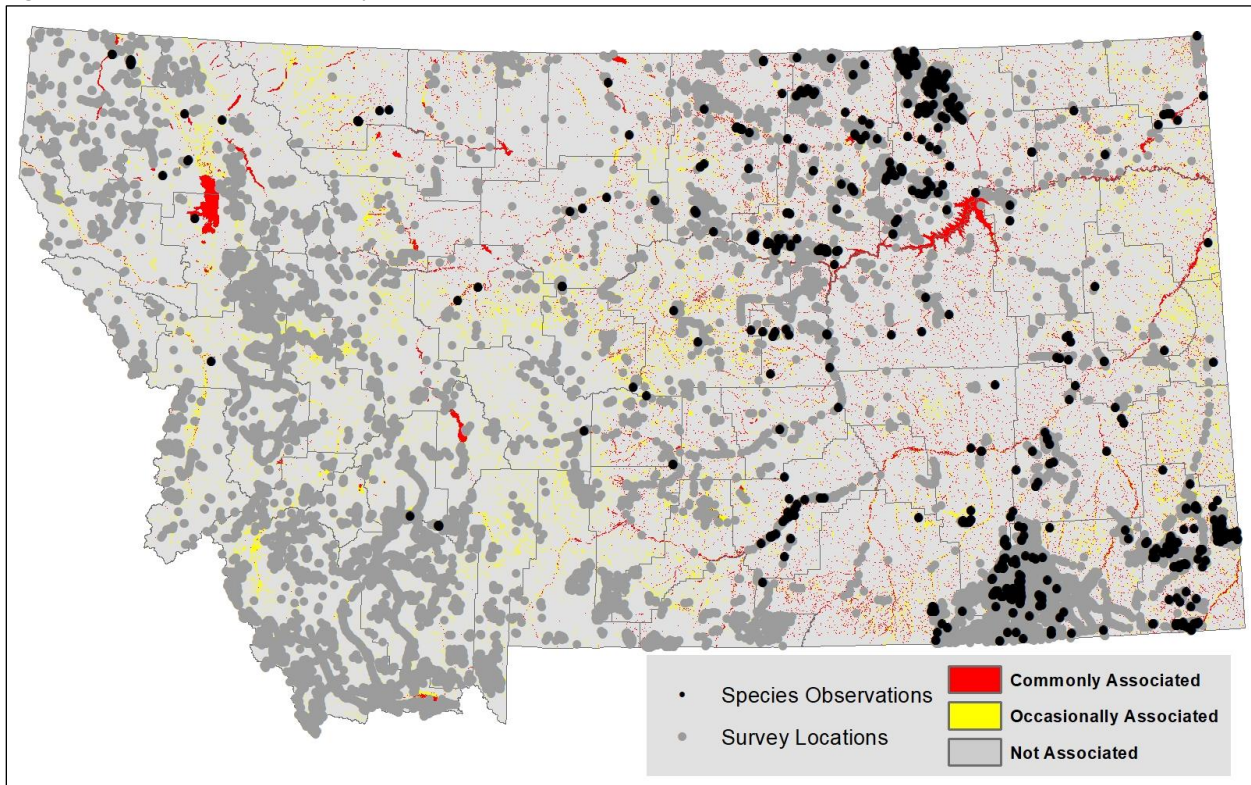 Species Observations
Survey Locations
Commonly Associated
Occasionally Associated
Not Associated